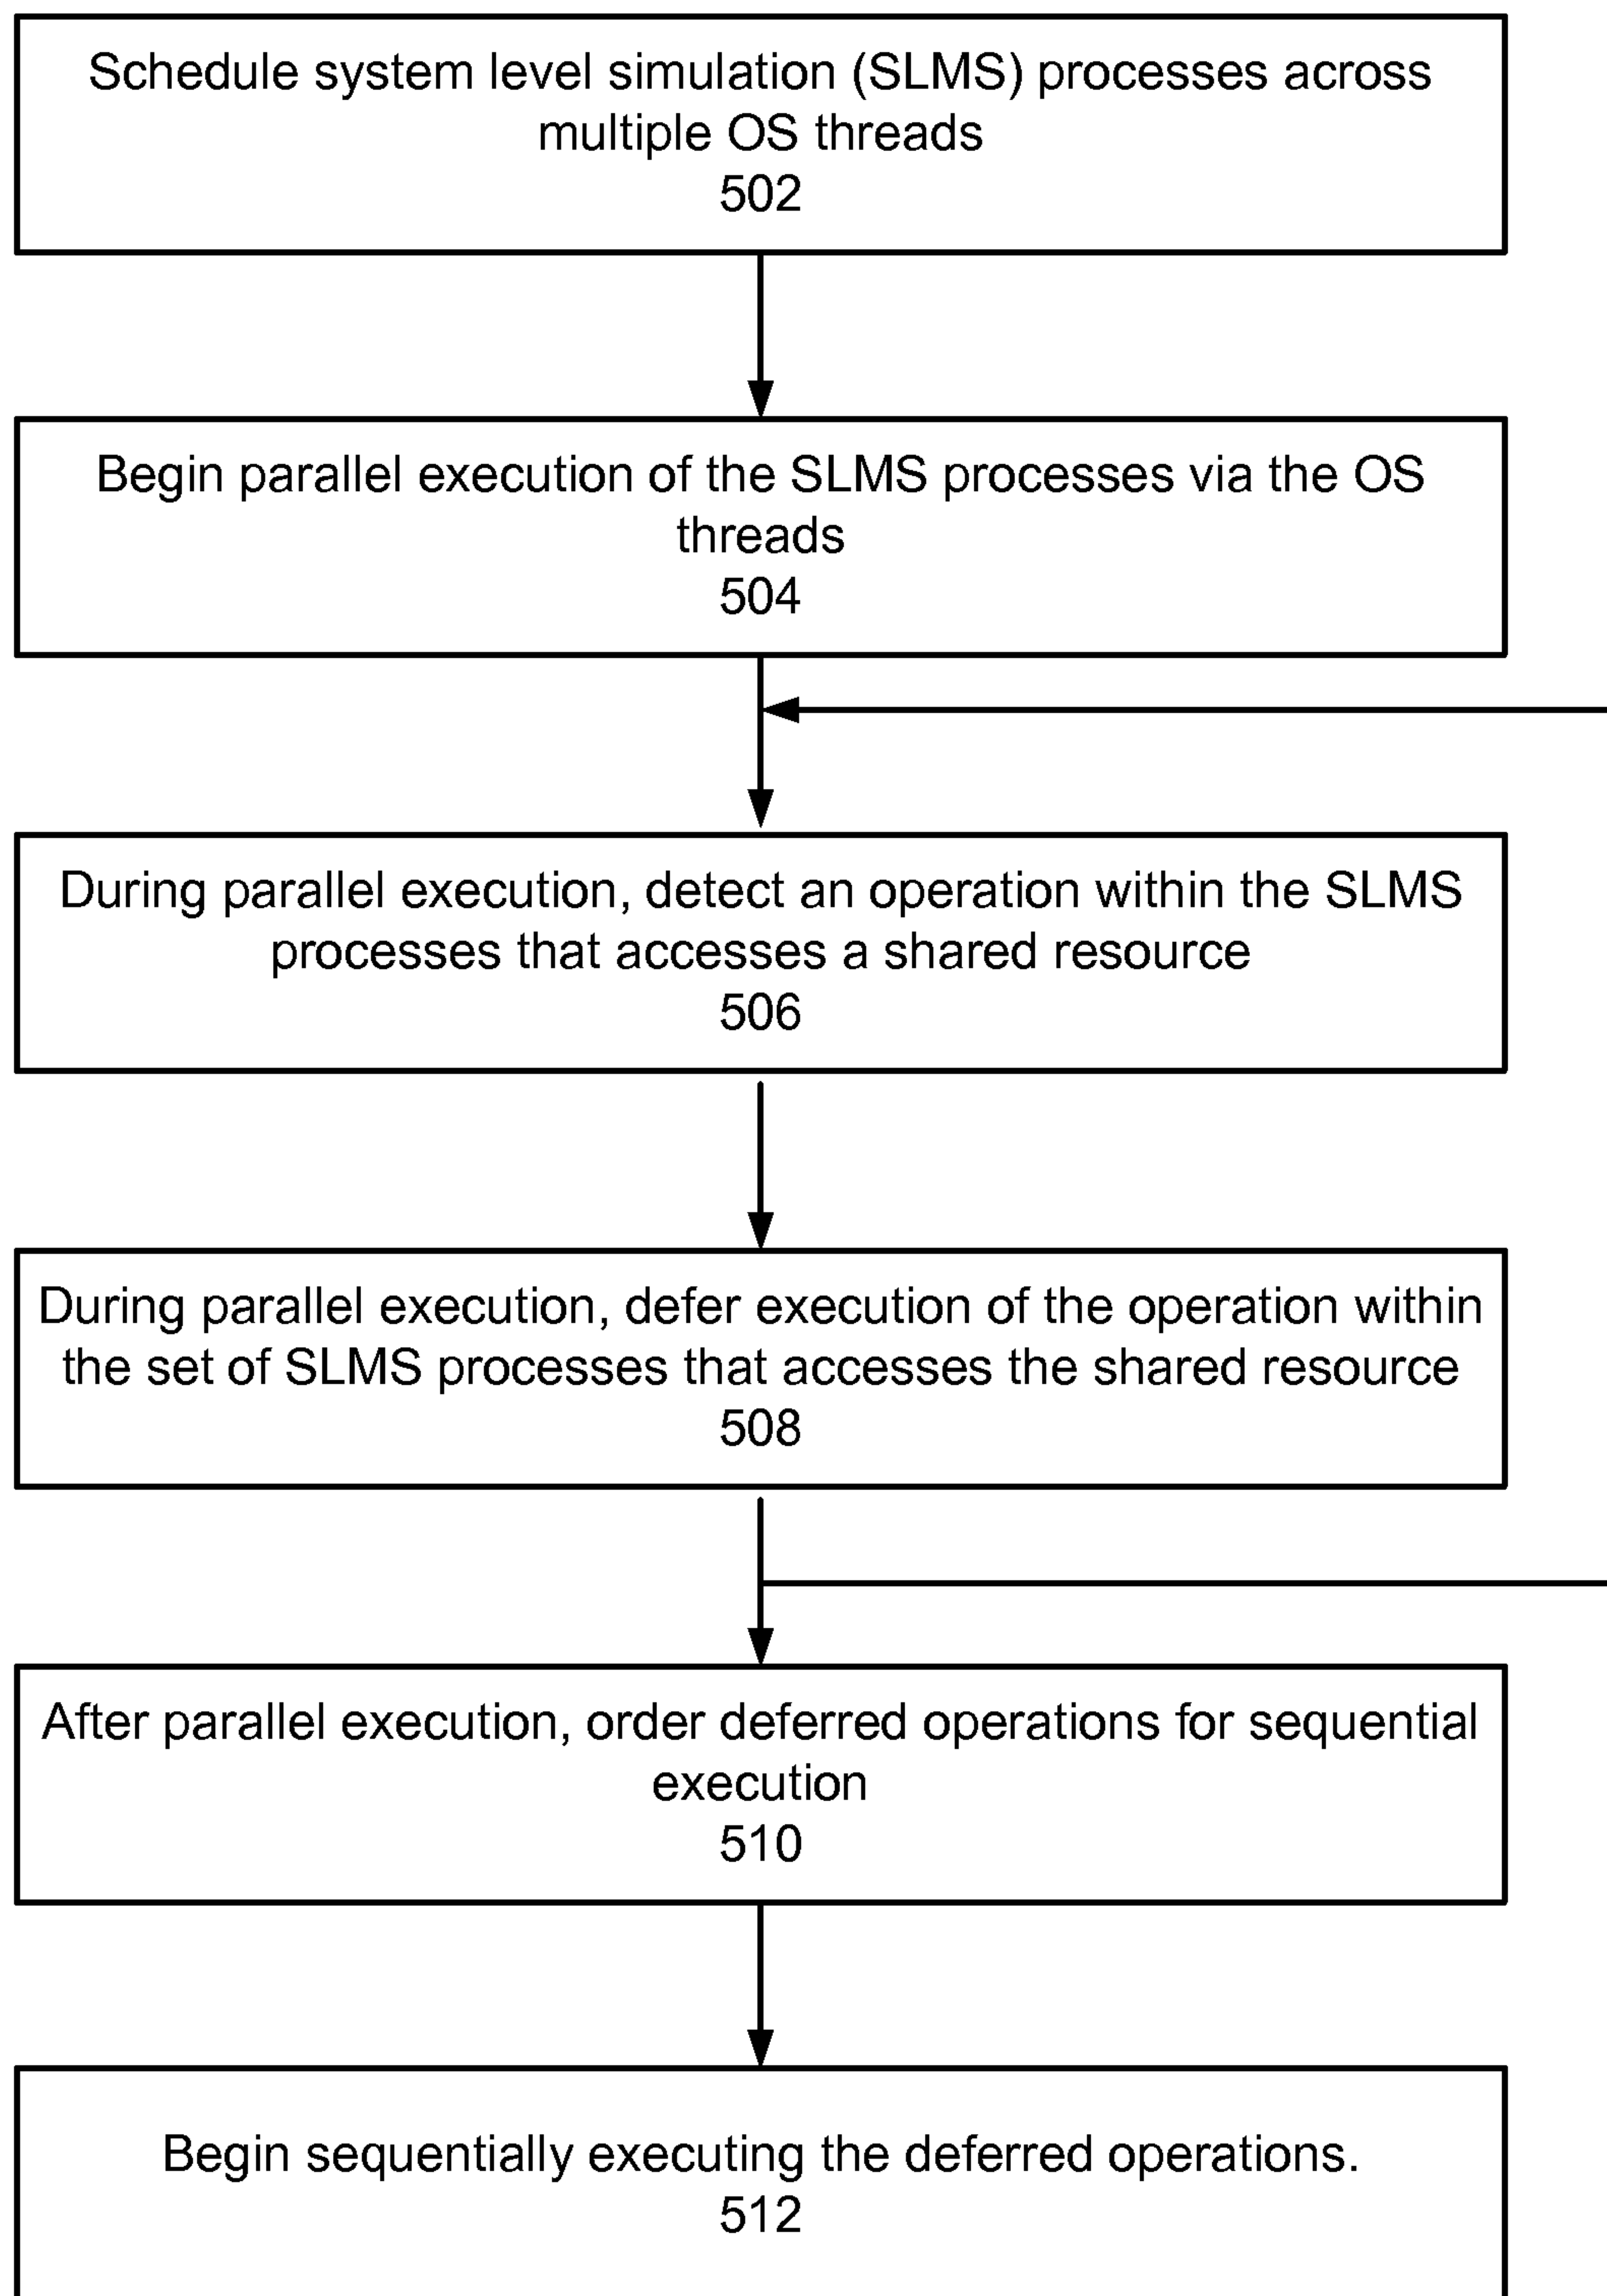 Schedule system level simulation (SLMS) processes across
multiple OS threads
502
Begin parallel execution of the SLMS processes via the OS
threads
504
During parallel execution, detect an operation within the SLMS
processes that accesses a shared resource
506
During parallel execution, defer execution of the operation within
the set of SLMS processes that accesses the shared resource
508
After parallel execution, order deferred operations for sequential
execution
510
Begin sequentially executing the deferred operations.
512